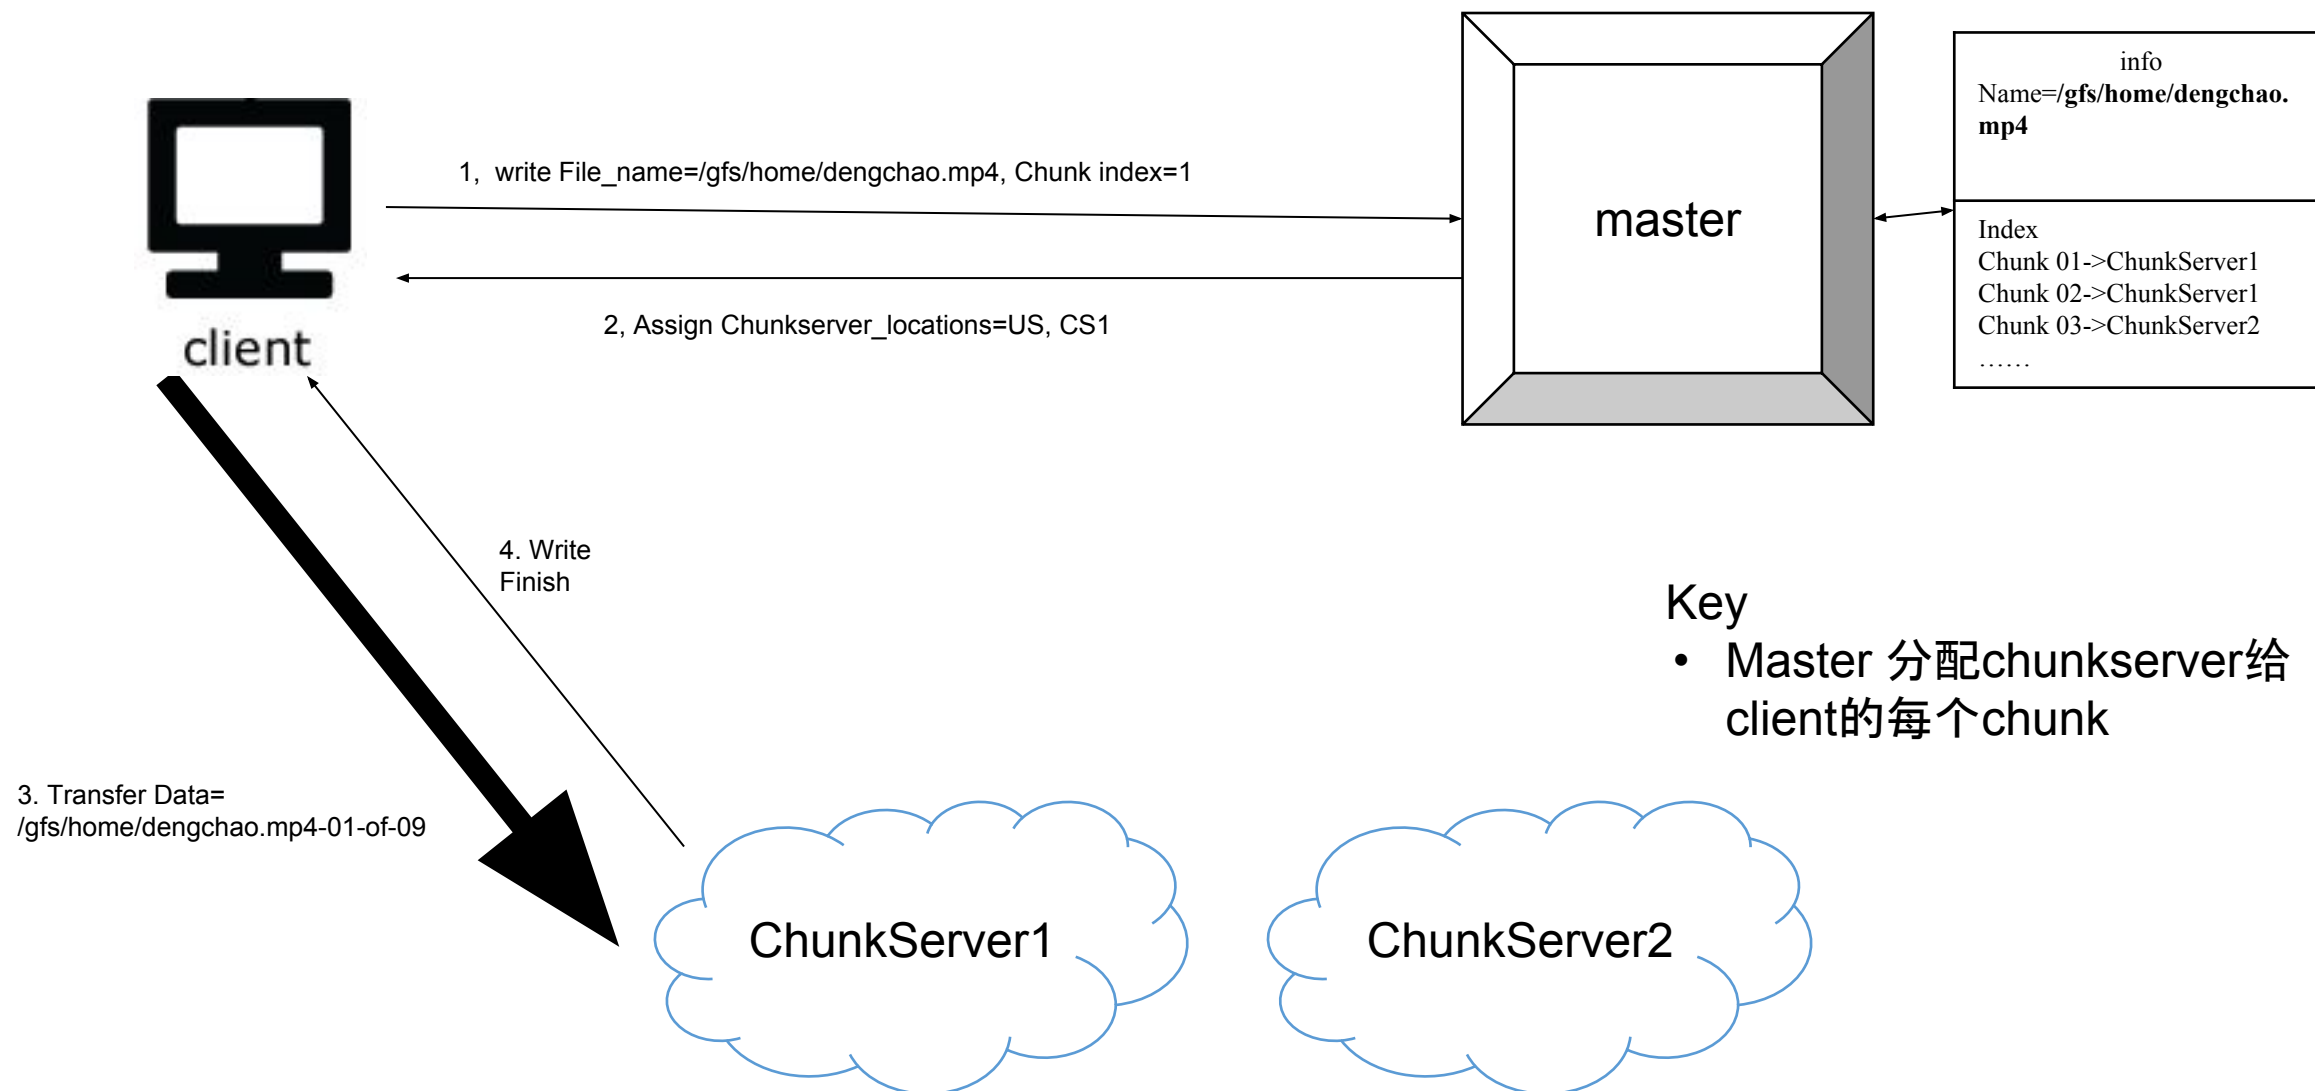 info
Name=/gfs/home/dengchao.
mp4
1,  write File_name=/gfs/home/dengchao.mp4, Chunk index=1
master
Index
Chunk 01->ChunkServer1
Chunk 02->ChunkServer1
Chunk 03->ChunkServer2
……
2, Assign Chunkserver_locations=US, CS1
client
4. Write
Finish
Key
• Master 分配chunkserver给
client的每个chunk
3. Transfer Data=
/gfs/home/dengchao.mp4-01-of-09
ChunkServer1
ChunkServer2